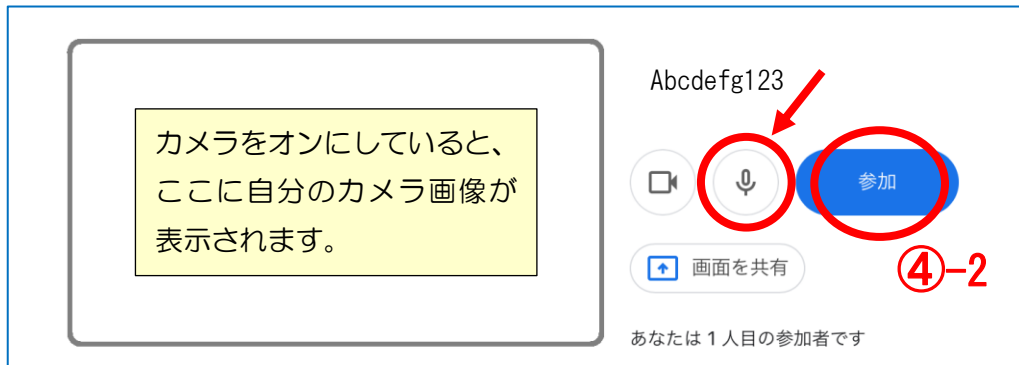 カメラをオンにしていると、
ここに自分のカメラ画像が
表示されます。
Abcdefg123
参加
画面を共有
④-2
あなたは 1 人目の参加者です